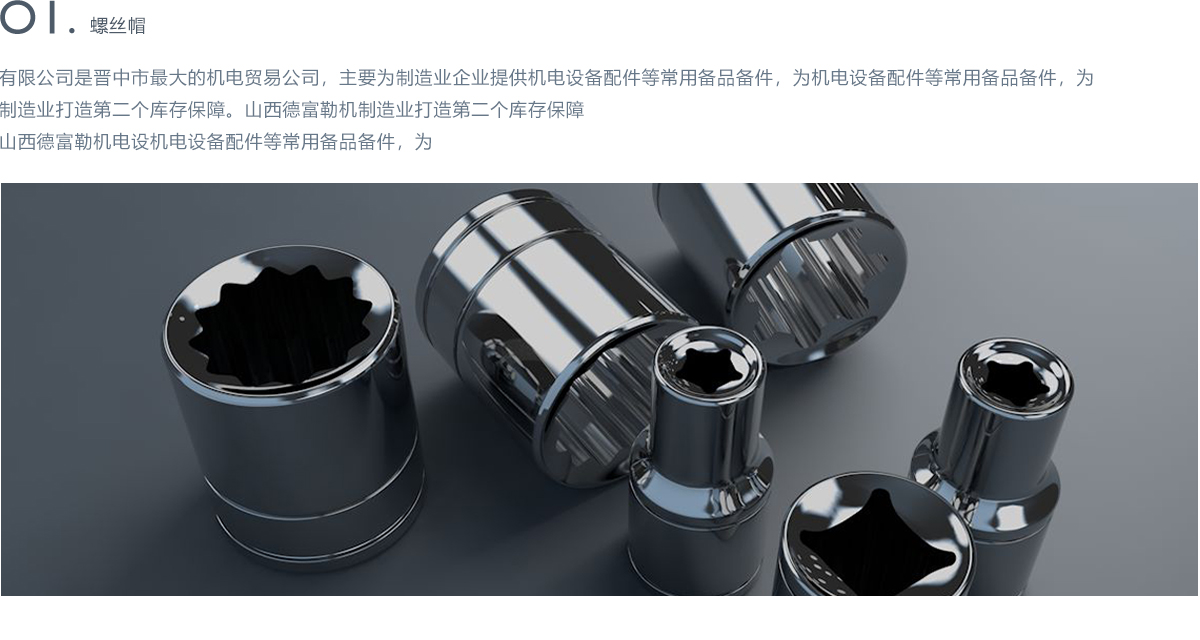 01. 螺丝帽
有限公司是晋中市最大的机电贸易公司，主要为制造业企业提供机电设备配件等常用备品备件，为机电设备配件等常用备品备件，为
制造业打造第二个库存保障。山西德富勒机制造业打造第二个库存保障
山西德富勒机电设机电设备配件等常用备品备件，为